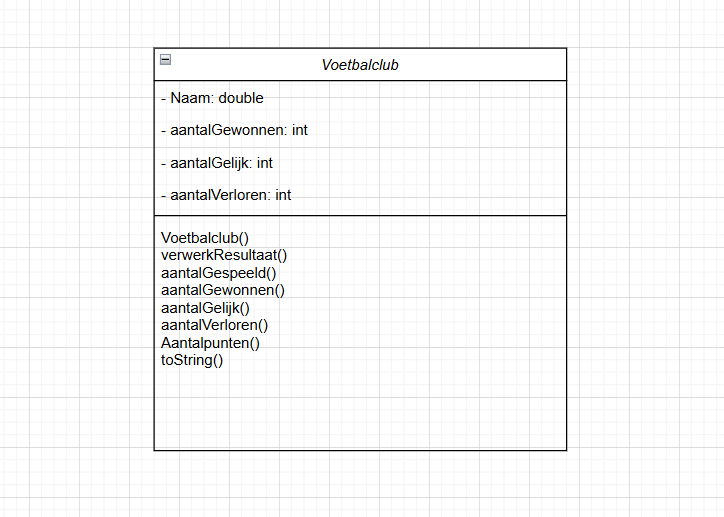 Voetbalclub
- Naam: double
- aantalGewonnen: int
- aantalGelijk: int
- aantalVerloren: int
Voetbalclub()
verwerkResultaat()
aantalGespeeld()
aantalGewonnen()
aantalGelijk()
aantalVerloren()
Aantalpunten()
toString()